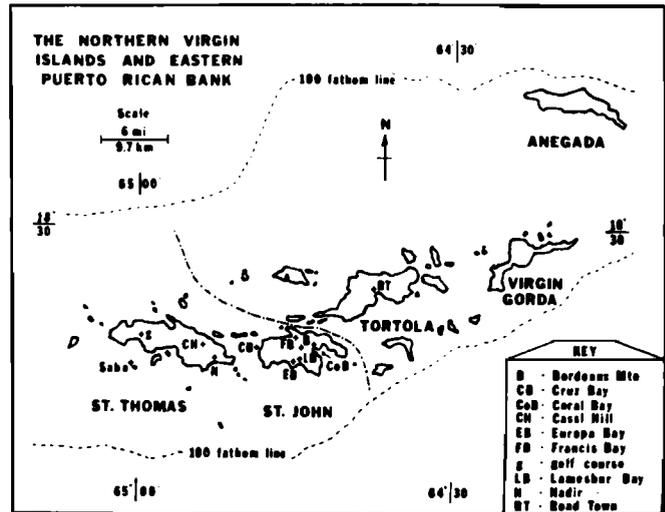 THE NORTHERN VIRGIN
ISLANDS AND EASTERN
PUERTO RICAN BANK
64 30'
100 fathom line
Scale
6 mi
9.7 km
N
ANEGADA
65 00'
18°
30
18°
30
RT
VIRGIN
GORDA
TORTOLA
CH
CB
FB
B
LB
EB
CoB
Saba
N
ST. THOMAS
ST. JOHN
100 fathom line
65° 00'
64° 30
KEY
B · Bordeaux Mtn
CB · Cruz Bay
CoB · Coral Bay
CH · Cassi Hill
EB · Europa Bay
FB · Francis Bay
g · golf course
LB · Lameshur Bay
N · Nadir
RT · Road Town